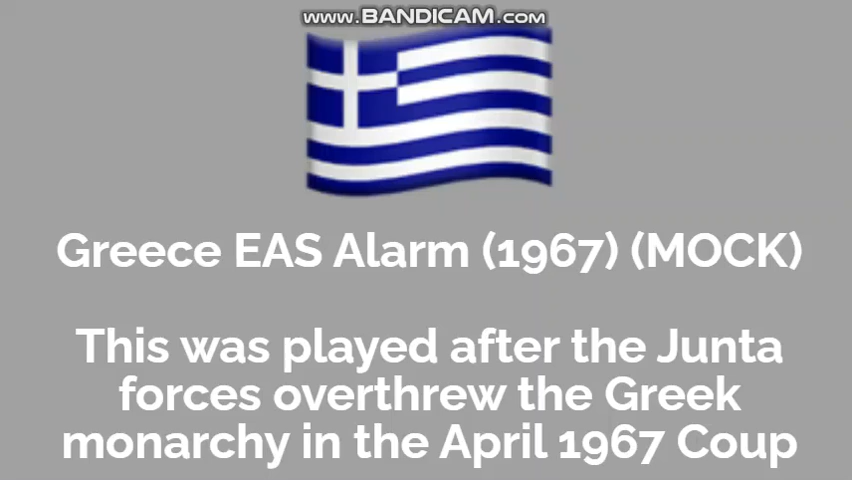 www.BANDICAM.com
Greece EAS Alarm (1967) (MOCK)
This was played after the Junta
forces overthrew the Greek
monarchy in the April 1967 Coup